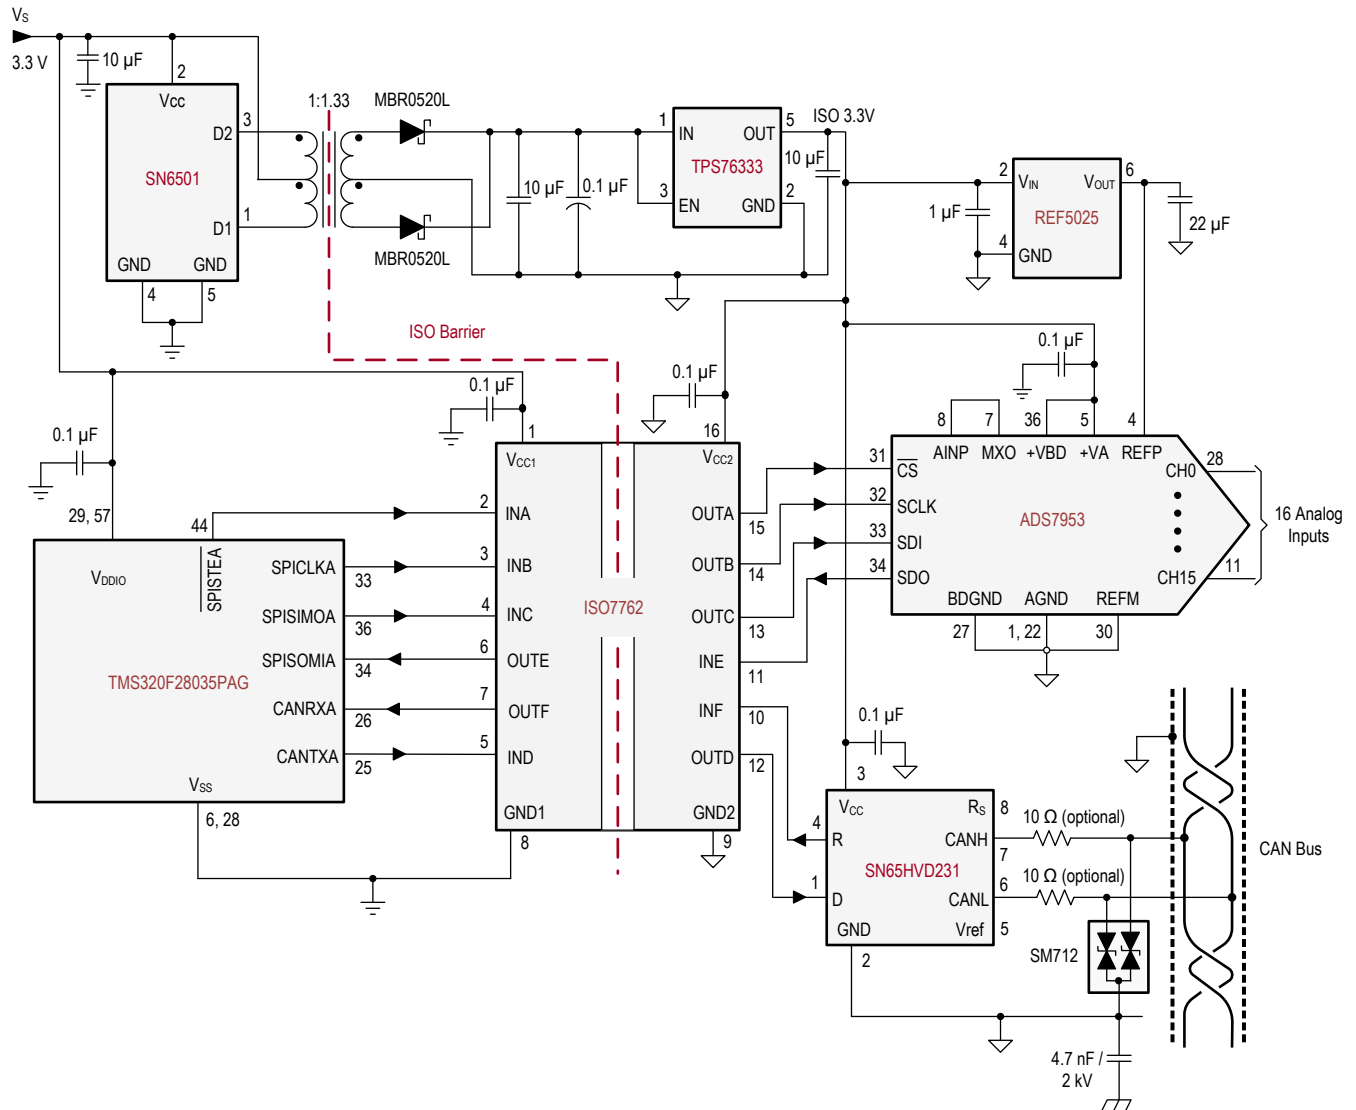 VS
3.3 V
10 µF
2
Vcc
D2
3
SN6501
D1
1
GND
GND
4
5
1:1.33
MBR0520L
MBR0520L
10 µF
0.1 µF
1
IN
OUT
5
TPS76333
3
EN
GND
2
ISO 3.3V
10 µF
2
VIN
VOUT
6
REF5025
1 µF
4
GND
22 µF
ISO Barrier
0.1 µF
0.1 µF
0.1 µF
0.1 µF
1
16
VCC1
VCC2
8
7
36
5
4
AINP
MXO
+VBD
+VA
REFP
31
CS
32
SCLK
33
SDI
34
SDO
ADS7953
CH0
28
CH15
11
16 Analog
Inputs
BDGND
AGND
REFM
27
1, 22
30
29, 57
44
VDDIO
SPISTEA
SPICLKA
33
SPISIMOA
36
SPISOMIA
34
TMS320F28035PAG
CANRXA
26
CANTXA
25
VSS
6, 28
2
INA
3
INB
4
INC
6
OUTE
7
OUTF
5
IND
GND1
8
ISO7762
OUTA
15
OUTB
14
OUTC
13
INE
11
INF
10
OUTD
12
GND2
9
0.1 µF
3
VCC
RS
8
4
R
CANH
7
SN65HVD231
1
D
CANL
6
GND
Vref
5
2
10 Ω (optional)
10 Ω (optional)
SM712
CAN Bus
4.7 nF /
2 kV